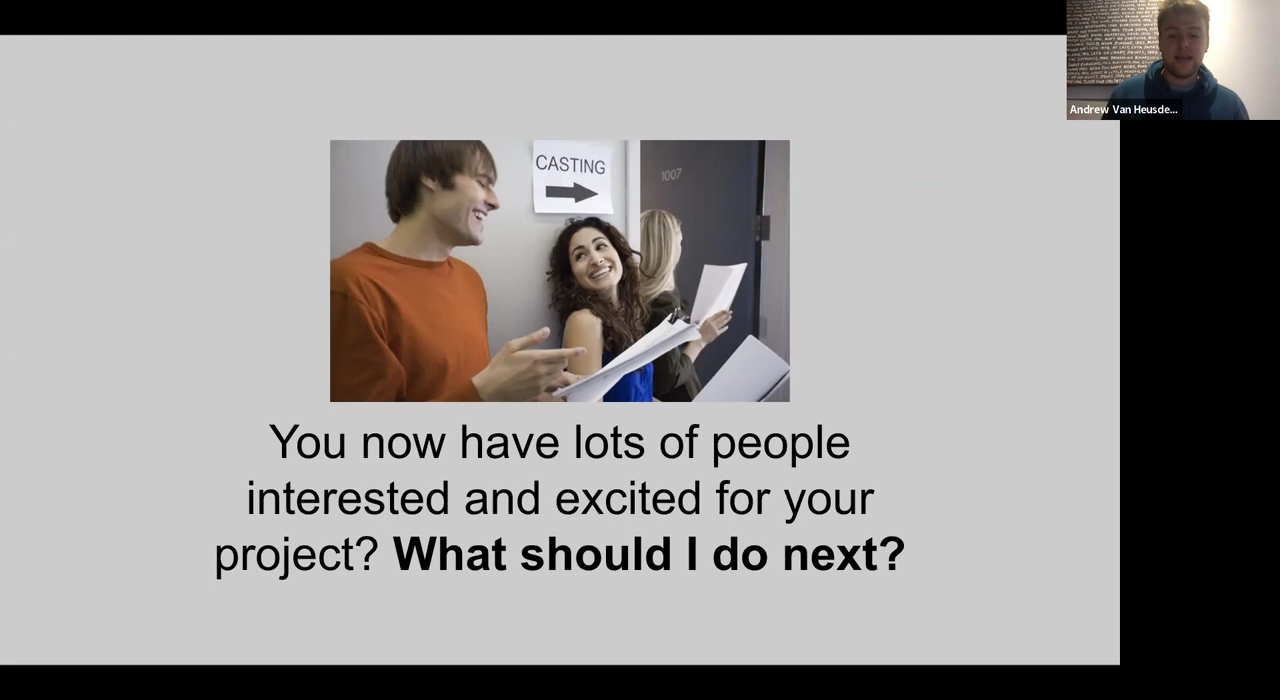 Andrew Van Heusde...
CASTING
1007
You now have lots of people
interested and excited for your
project? What should I do next?